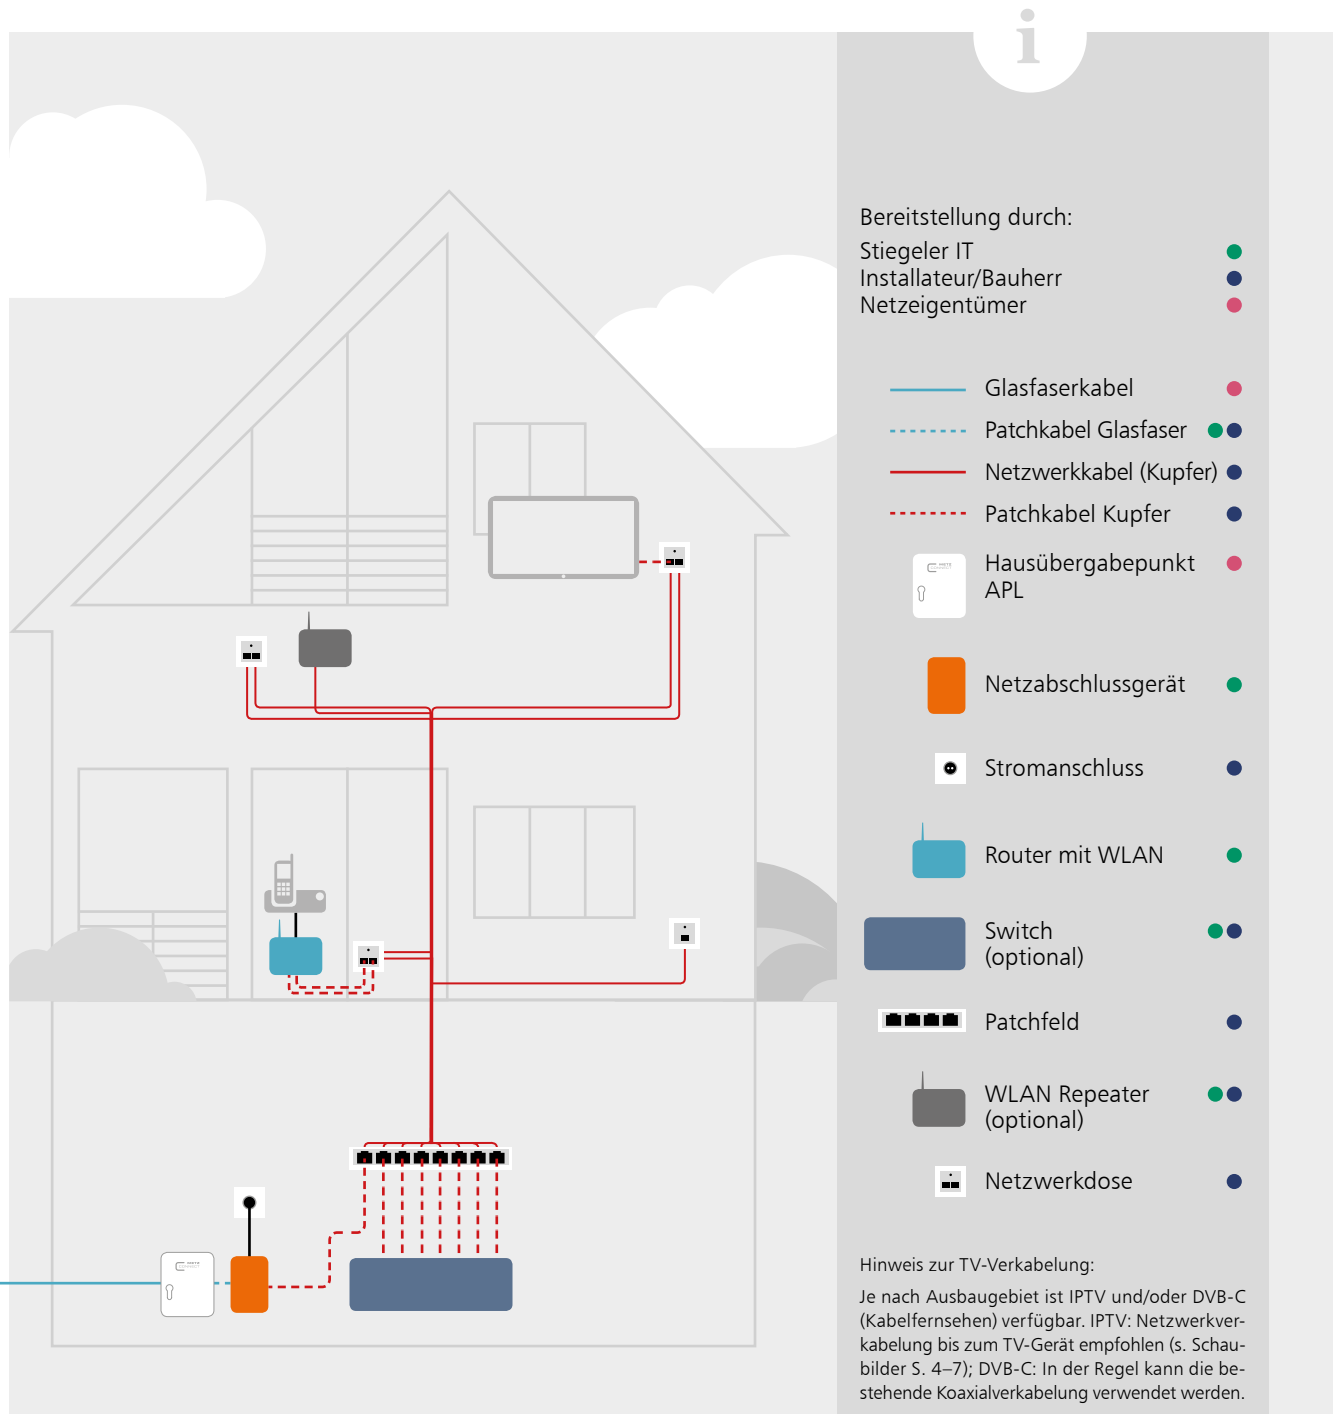 i
Bereitstellung durch:
Stiegeler IT
Installateur/Bauherr
Netzeigentümer
Glasfaserkabel
Patchkabel Glasfaser
Netzwerkkabel (Kupfer)
Patchkabel Kupfer
Hausübergabepunkt
APL
Netzabschlussgerät
Stromanschluss
Router mit WLAN
Switch
(optional)
Patchfeld
WLAN Repeater
(optional)
Netzwerkdose
Hinweis zur TV-Verkabelung:
Je nach Ausbaugebiet ist IPTV und/oder DVB-C
(Kabelfernsehen) verfügbar. IPTV: Netzwerkver-
kabelung bis zum TV-Gerät empfohlen (s. Schau-
bilder S. 4–7); DVB-C: In der Regel kann die be-
stehende Koaxialverkabelung verwendet werden.